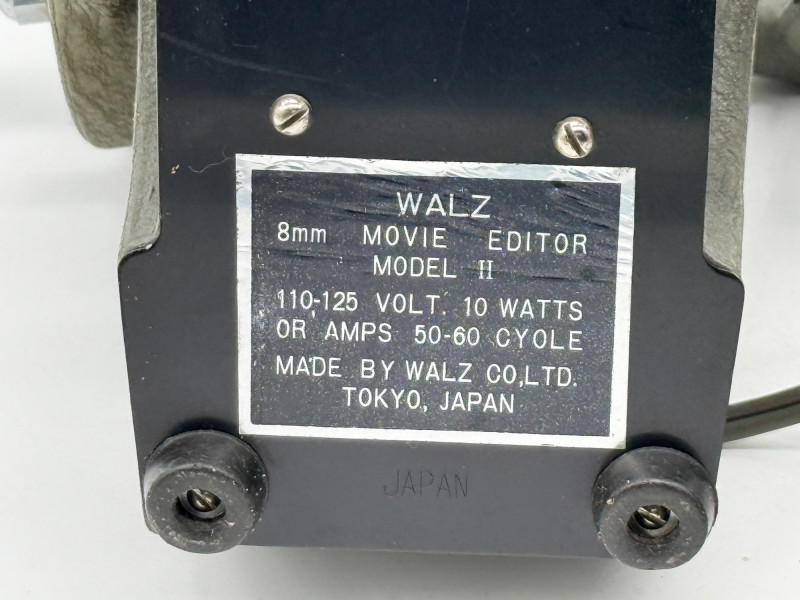 WALZ
8mm MOVIE EDITOR
MODEL II
110,-125 VOLT. 10 WATTS
OR AMPS 50-60 CYOLE
MADE BY WALZ CO,LTD.
TOKYO, JAPAN
JAPAN